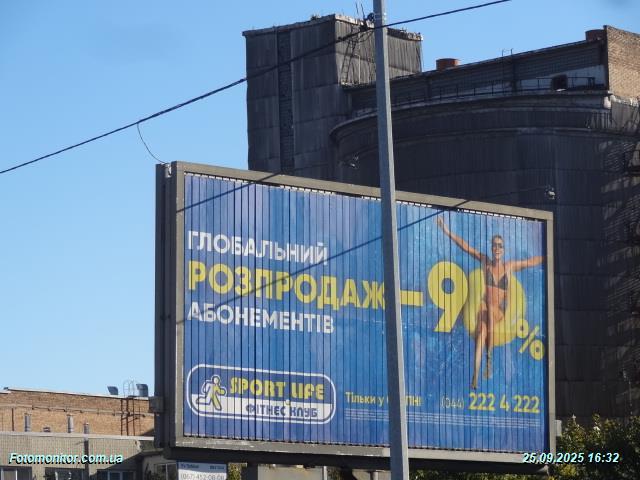 ГЛОБАЛЬНИЙ
РОЗПРОДАЖ -90%
АБОНЕМЕНТІВ
SPORT LIFE
ФІТНЕС КЛУБ
Тільки у
(044) 222 4 222
25.09.2025 16:32
Fotomonitor.com.ua